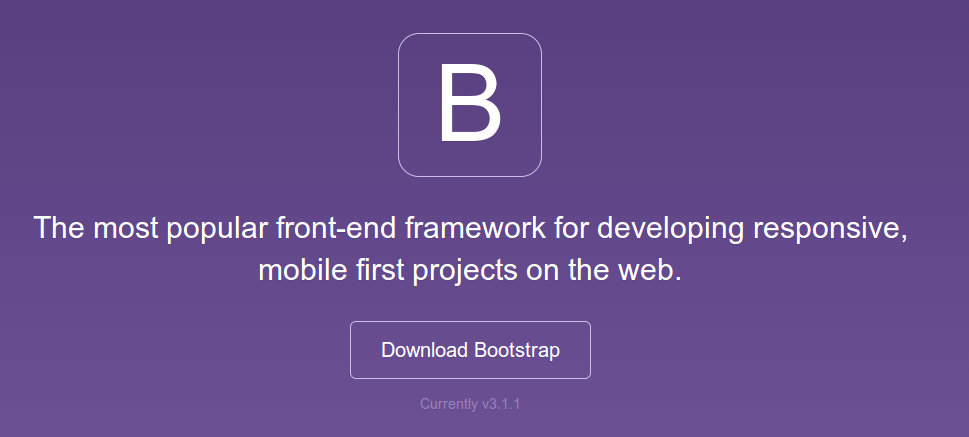 B
The most popular front-end framework for developing responsive,
mobile first projects on the web.
Download Bootstrap
Currently v3.1.1